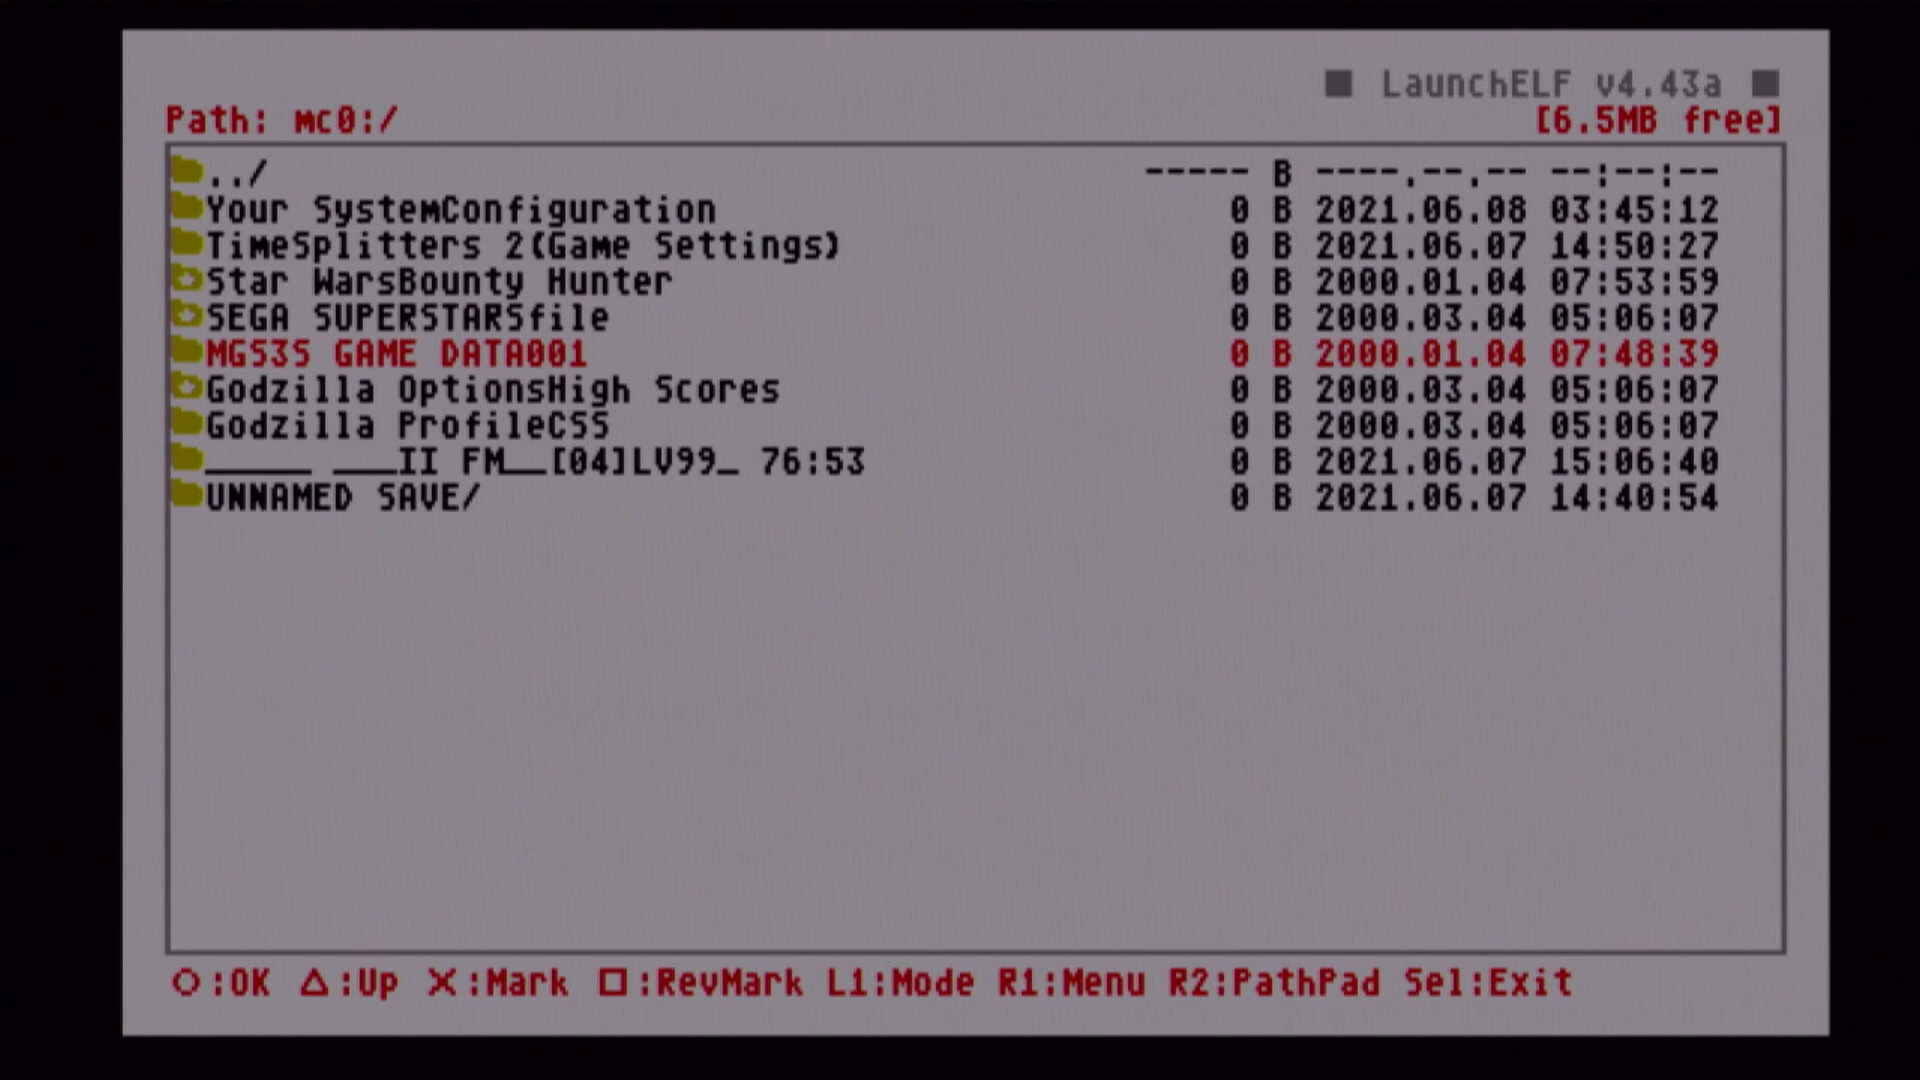 ■ LaunchELF v4.43a ■
Path: mc0:/ [6.5MB free]
../ ----- B ----.--.-- --:--:--
Your SystemConfiguration 0 B 2021.06.08 03:45:12
TimeSplitters 2(Game Settings) 0 B 2021.06.07 14:50:27
Star WarsBounty Hunter 0 B 2000.01.04 07:53:59
SEGA SUPERSTARSfile 0 B 2000.03.04 05:06:07
MGS3S GAME DATA001 0 B 2000.01.04 07:48:39
Godzilla OptionsHigh Scores 0 B 2000.03.04 05:06:07
Godzilla ProfileCSS 0 B 2000.03.04 05:06:07
_____ ___II FM__[04]LV99_ 76:53 0 B 2021.06.07 15:06:40
UNNAMED SAVE/ 0 B 2021.06.07 14:40:54
○:OK △:Up ×:Mark □:RevMark L1:Mode R1:Menu R2:PathPad Sel:Exit